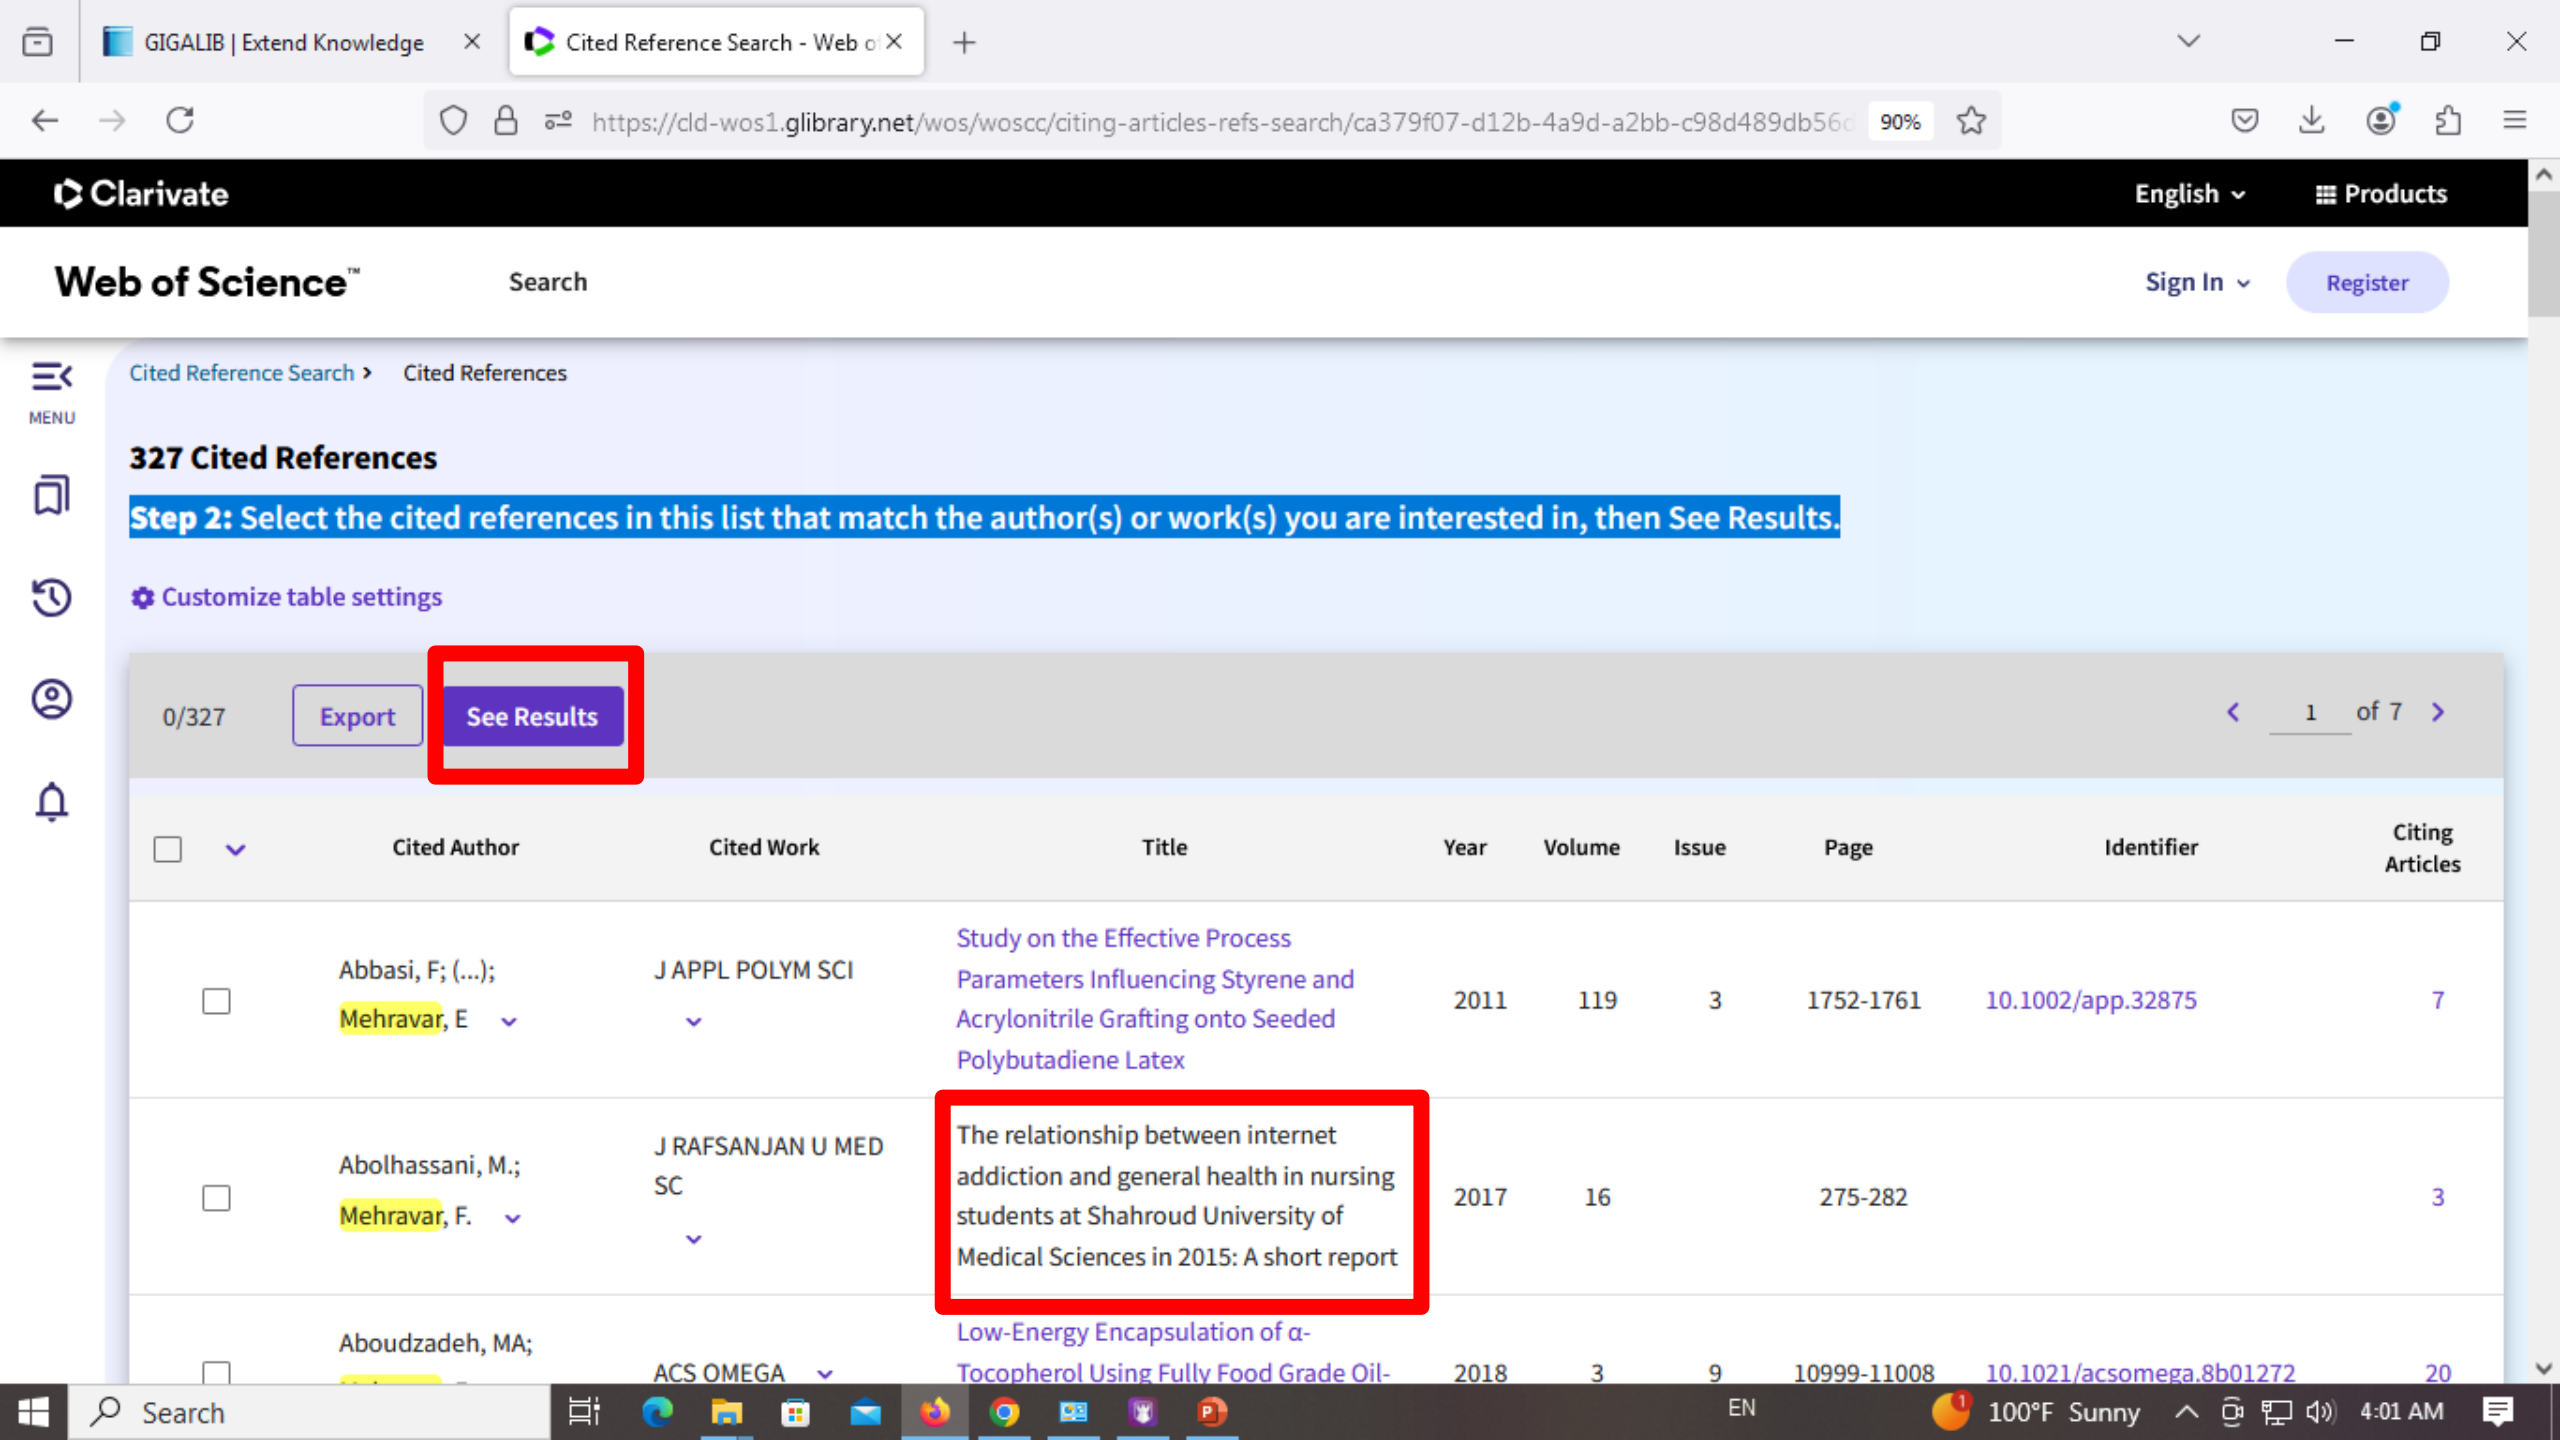 GIGALIB | Extend Knowledge
Cited Reference Search - Web of
https://cld-wos1.glibrary.net/wos/woscc/citing-articles-refs-search/ca379f07-d12b-4a9d-a2bb-c98d489db56d
90%
Clarivate
English
Products
Web of Science™
Search
Sign In
Register
MENU
Cited Reference Search > Cited References
327 Cited References
Step 2: Select the cited references in this list that match the author(s) or work(s) you are interested in, then See Results.
Customize table settings
0/327
Export
See Results
1 of 7
Cited Author
Cited Work
Title
Year
Volume
Issue
Page
Identifier
Citing
Articles
Abbasi, F; (...);
Mehravar, E
J APPL POLYM SCI
Study on the Effective Process
Parameters Influencing Styrene and
Acrylonitrile Grafting onto Seeded
Polybutadiene Latex
2011
119
3
1752-1761
10.1002/app.32875
7
Abolhassani, M.;
Mehravar, F.
J RAFSANJAN U MED
SC
The relationship between internet
addiction and general health in nursing
students at Shahroud University of
Medical Sciences in 2015: A short report
2017
16
275-282
3
Aboudzadeh, MA;
ACS OMEGA
Low-Energy Encapsulation of α-
Tocopherol Using Fully Food Grade Oil-
2018
3
9
10999-11008
10.1021/acsomega.8b01272
20
Search
EN
1
100°F Sunny
4:01 AM